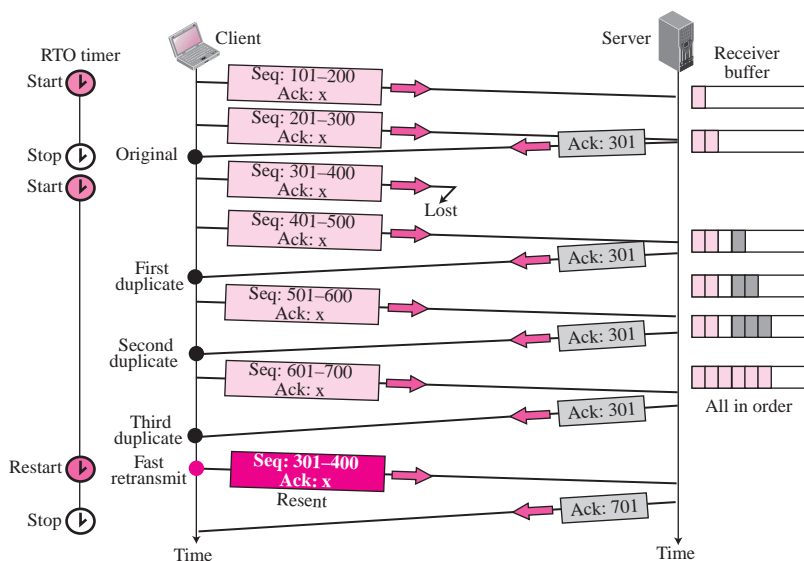 Client
Server
RTO timer
Receiver
buffer
Start
Seq: 101–200
Ack: x
Seq: 201–300
Ack: x
Ack: 301
Stop
Original
Start
Seq: 301–400
Ack: x
Lost
Seq: 401–500
Ack: x
Ack: 301
First
duplicate
Seq: 501–600
Ack: x
Ack: 301
Second
duplicate
Seq: 601–700
Ack: x
All in order
Ack: 301
Third
duplicate
Restart
Fast
retransmit
Seq: 301–400
Ack: x
Resent
Ack: 701
Stop
Time
Time